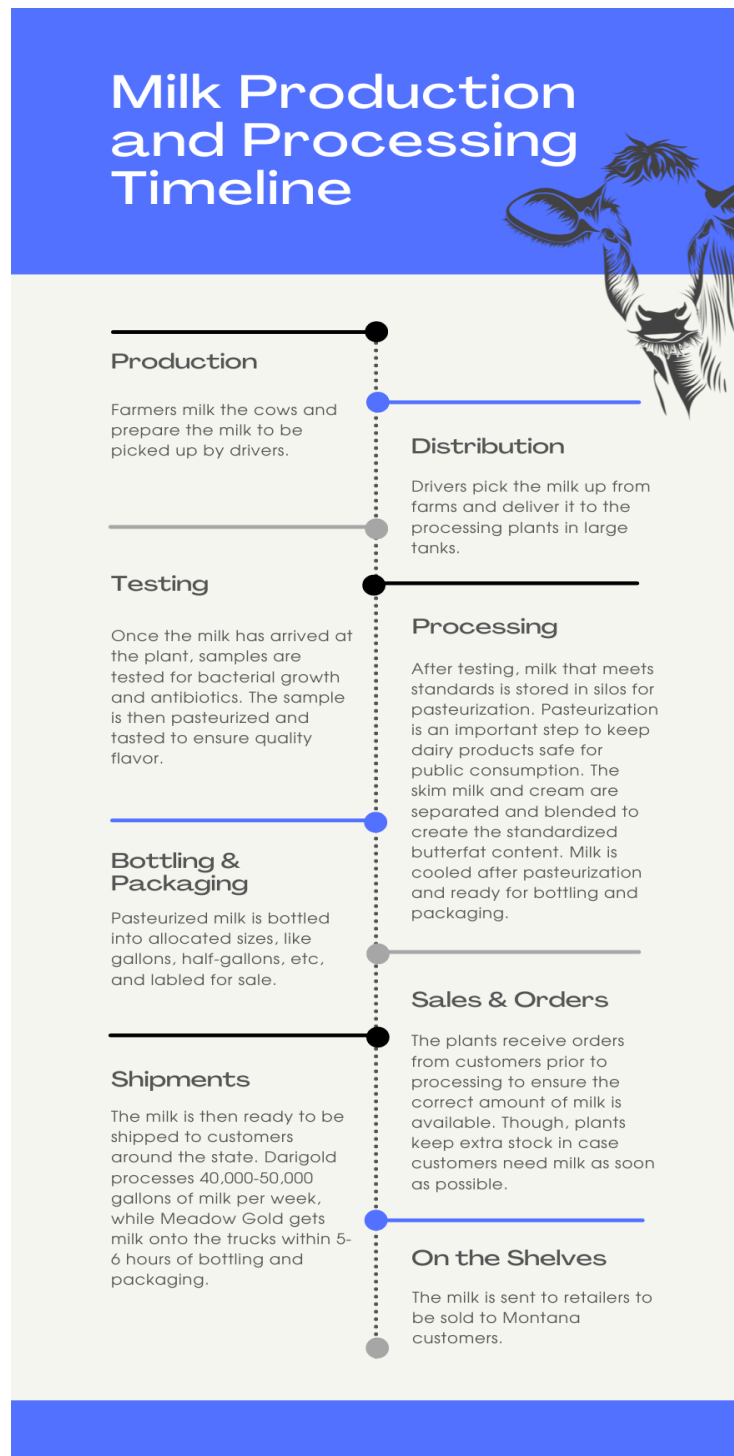 Milk Production
and Processing
Timeline
Production
Farmers milk the cows and
prepare the milk to be
picked up by drivers.
Distribution
Drivers pick the milk up from
farms and deliver it to the
processing plants in large
tanks.
Testing
Once the milk has arrived at
the plant, samples are
tested for bacterial growth
and antibiotics. The sample
is then pasteurized and
tasted to ensure quality
flavor.
Processing
After testing, milk that meets
standards is stored in silos for
pasteurization. Pasteurization
is an important step to keep
dairy products safe for
public consumption. The
skim milk and cream are
separated and blended to
create the standardized
butterfat content. Milk is
cooled after pasteurization
and ready for bottling and
packaging.
Bottling &
Packaging
Pasteurized milk is bottled
into allocated sizes, like
gallons, half-gallons, etc,
and labled for sale.
Sales & Orders
The plants receive orders
from customers prior to
processing to ensure the
correct amount of milk is
available. Though, plants
keep extra stock in case
customers need milk as soon
as possible.
Shipments
The milk is then ready to be
shipped to customers
around the state. Darigold
processes 40,000-50,000
gallons of milk per week,
while Meadow Gold gets
milk onto the trucks within 5-
6 hours of bottling and
packaging.
On the Shelves
The milk is sent to retailers to
be sold to Montana
customers.